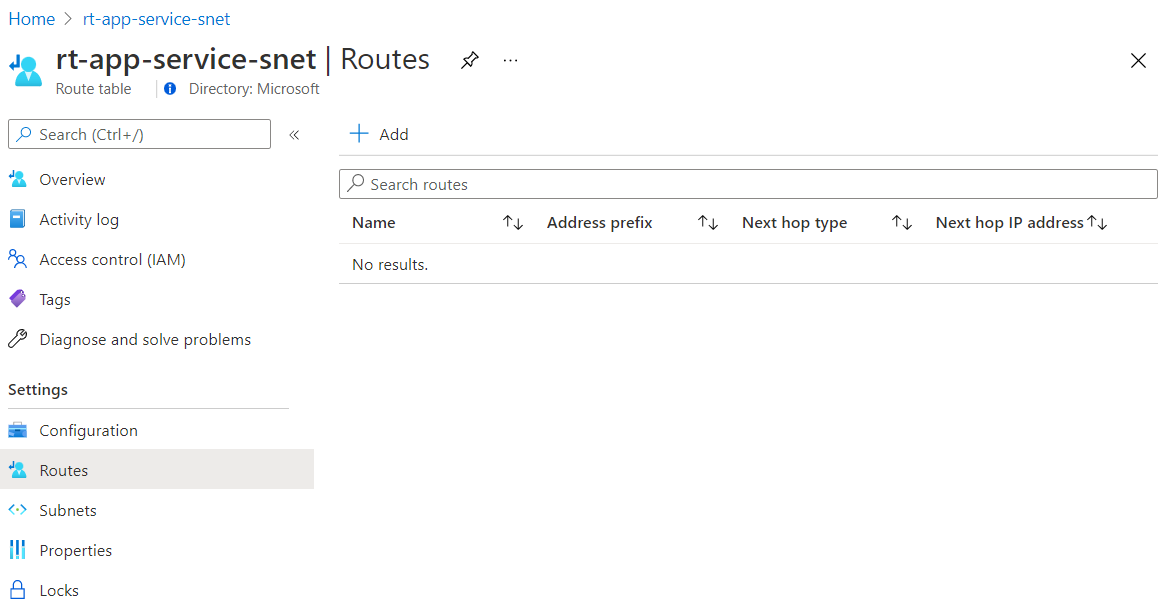 Home > rt-app-service-snet
rt-app-service-snet | Routes ...
Route table
Directory: Microsoft
Search (Ctrl+/)
«
Overview
Activity log
Access control (IAM)
Tags
Diagnose and solve problems
Settings
Configuration
Routes
Subnets
Properties
Locks
+ Add
Search routes
Name Address prefix Next hop type Next hop IP address
No results.